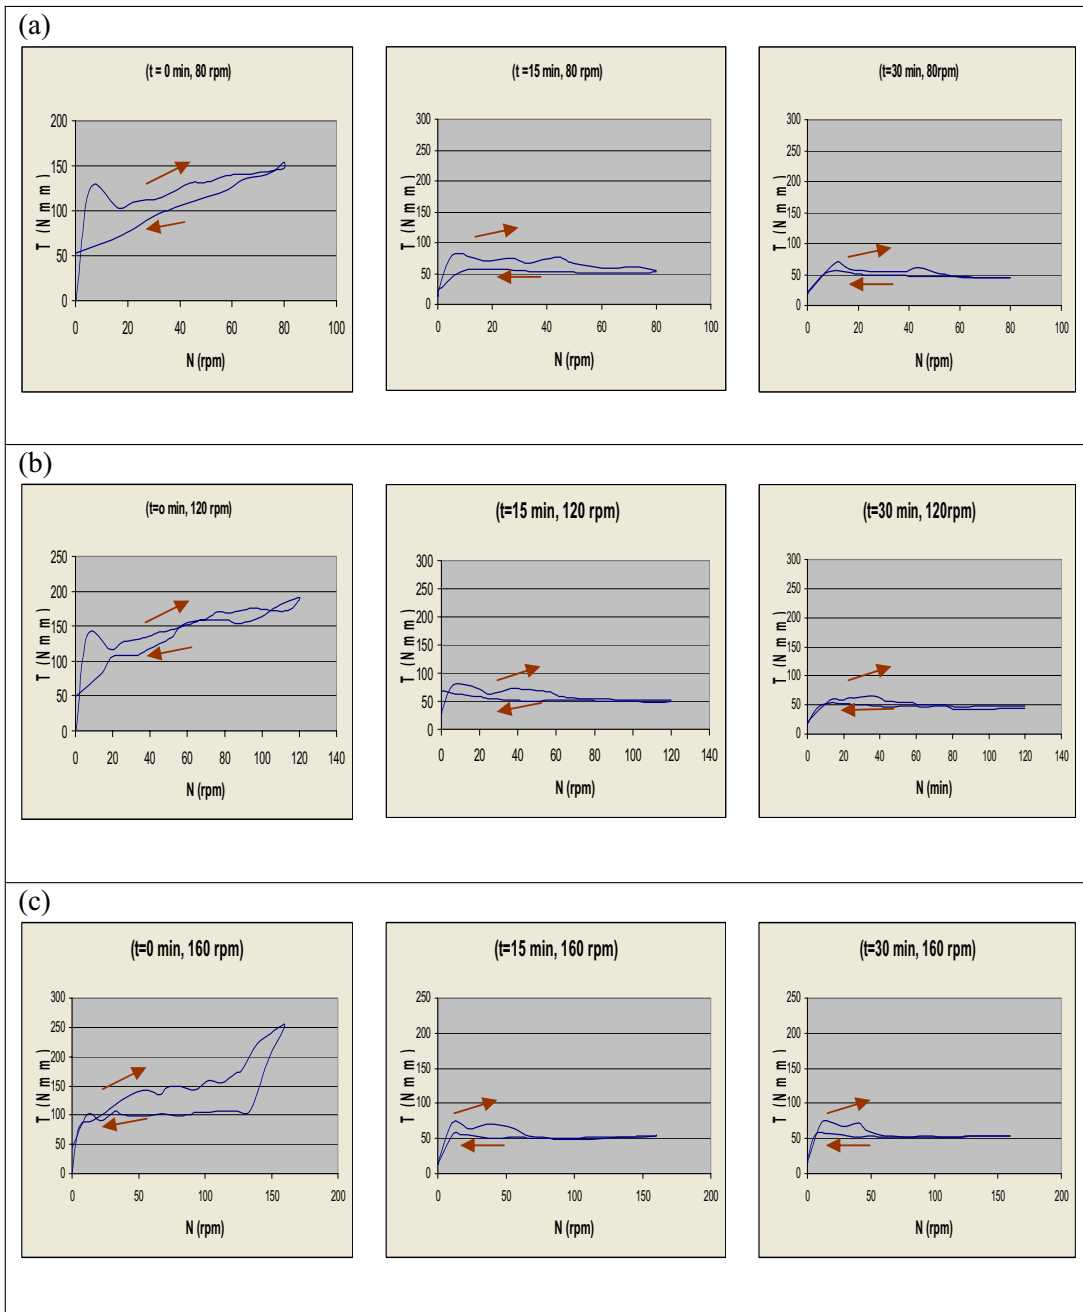 (a)
(t = 0 min, 80 rpm)
200
150
100
50
0
T (N m m)
0 20 40 60 80 100
N (rpm)
(t =15 min, 80 rpm)
300
250
200
150
100
50
0
T (N m m)
0 20 40 60 80 100
N (rpm)
(t=30 min, 80rpm)
300
250
200
150
100
50
0
T (N m m)
0 20 40 60 80 100
N (rpm)
(b)
(t=o min, 120 rpm)
250
200
150
100
50
0
T (N m m)
0 20 40 60 80 100 120 140
N (rpm)
(t=15 min, 120 rpm)
300
250
200
150
100
50
0
T (N m m)
0 20 40 60 80 100 120 140
N (rpm)
(t=30 min, 120rpm)
300
250
200
150
100
50
0
T (N m m)
0 20 40 60 80 100 120 140
N (min)
(c)
(t=0 min, 160 rpm)
300
250
200
150
100
50
0
T (N m m)
0 50 100 150 200
N (rpm)
(t=15 min, 160 rpm)
250
200
150
100
50
0
T (N m m)
0 50 100 150 200
N (rpm)
(t=30 min, 160 rpm)
250
200
150
100
50
0
T (N m m)
0 50 100 150 200
N (rpm)